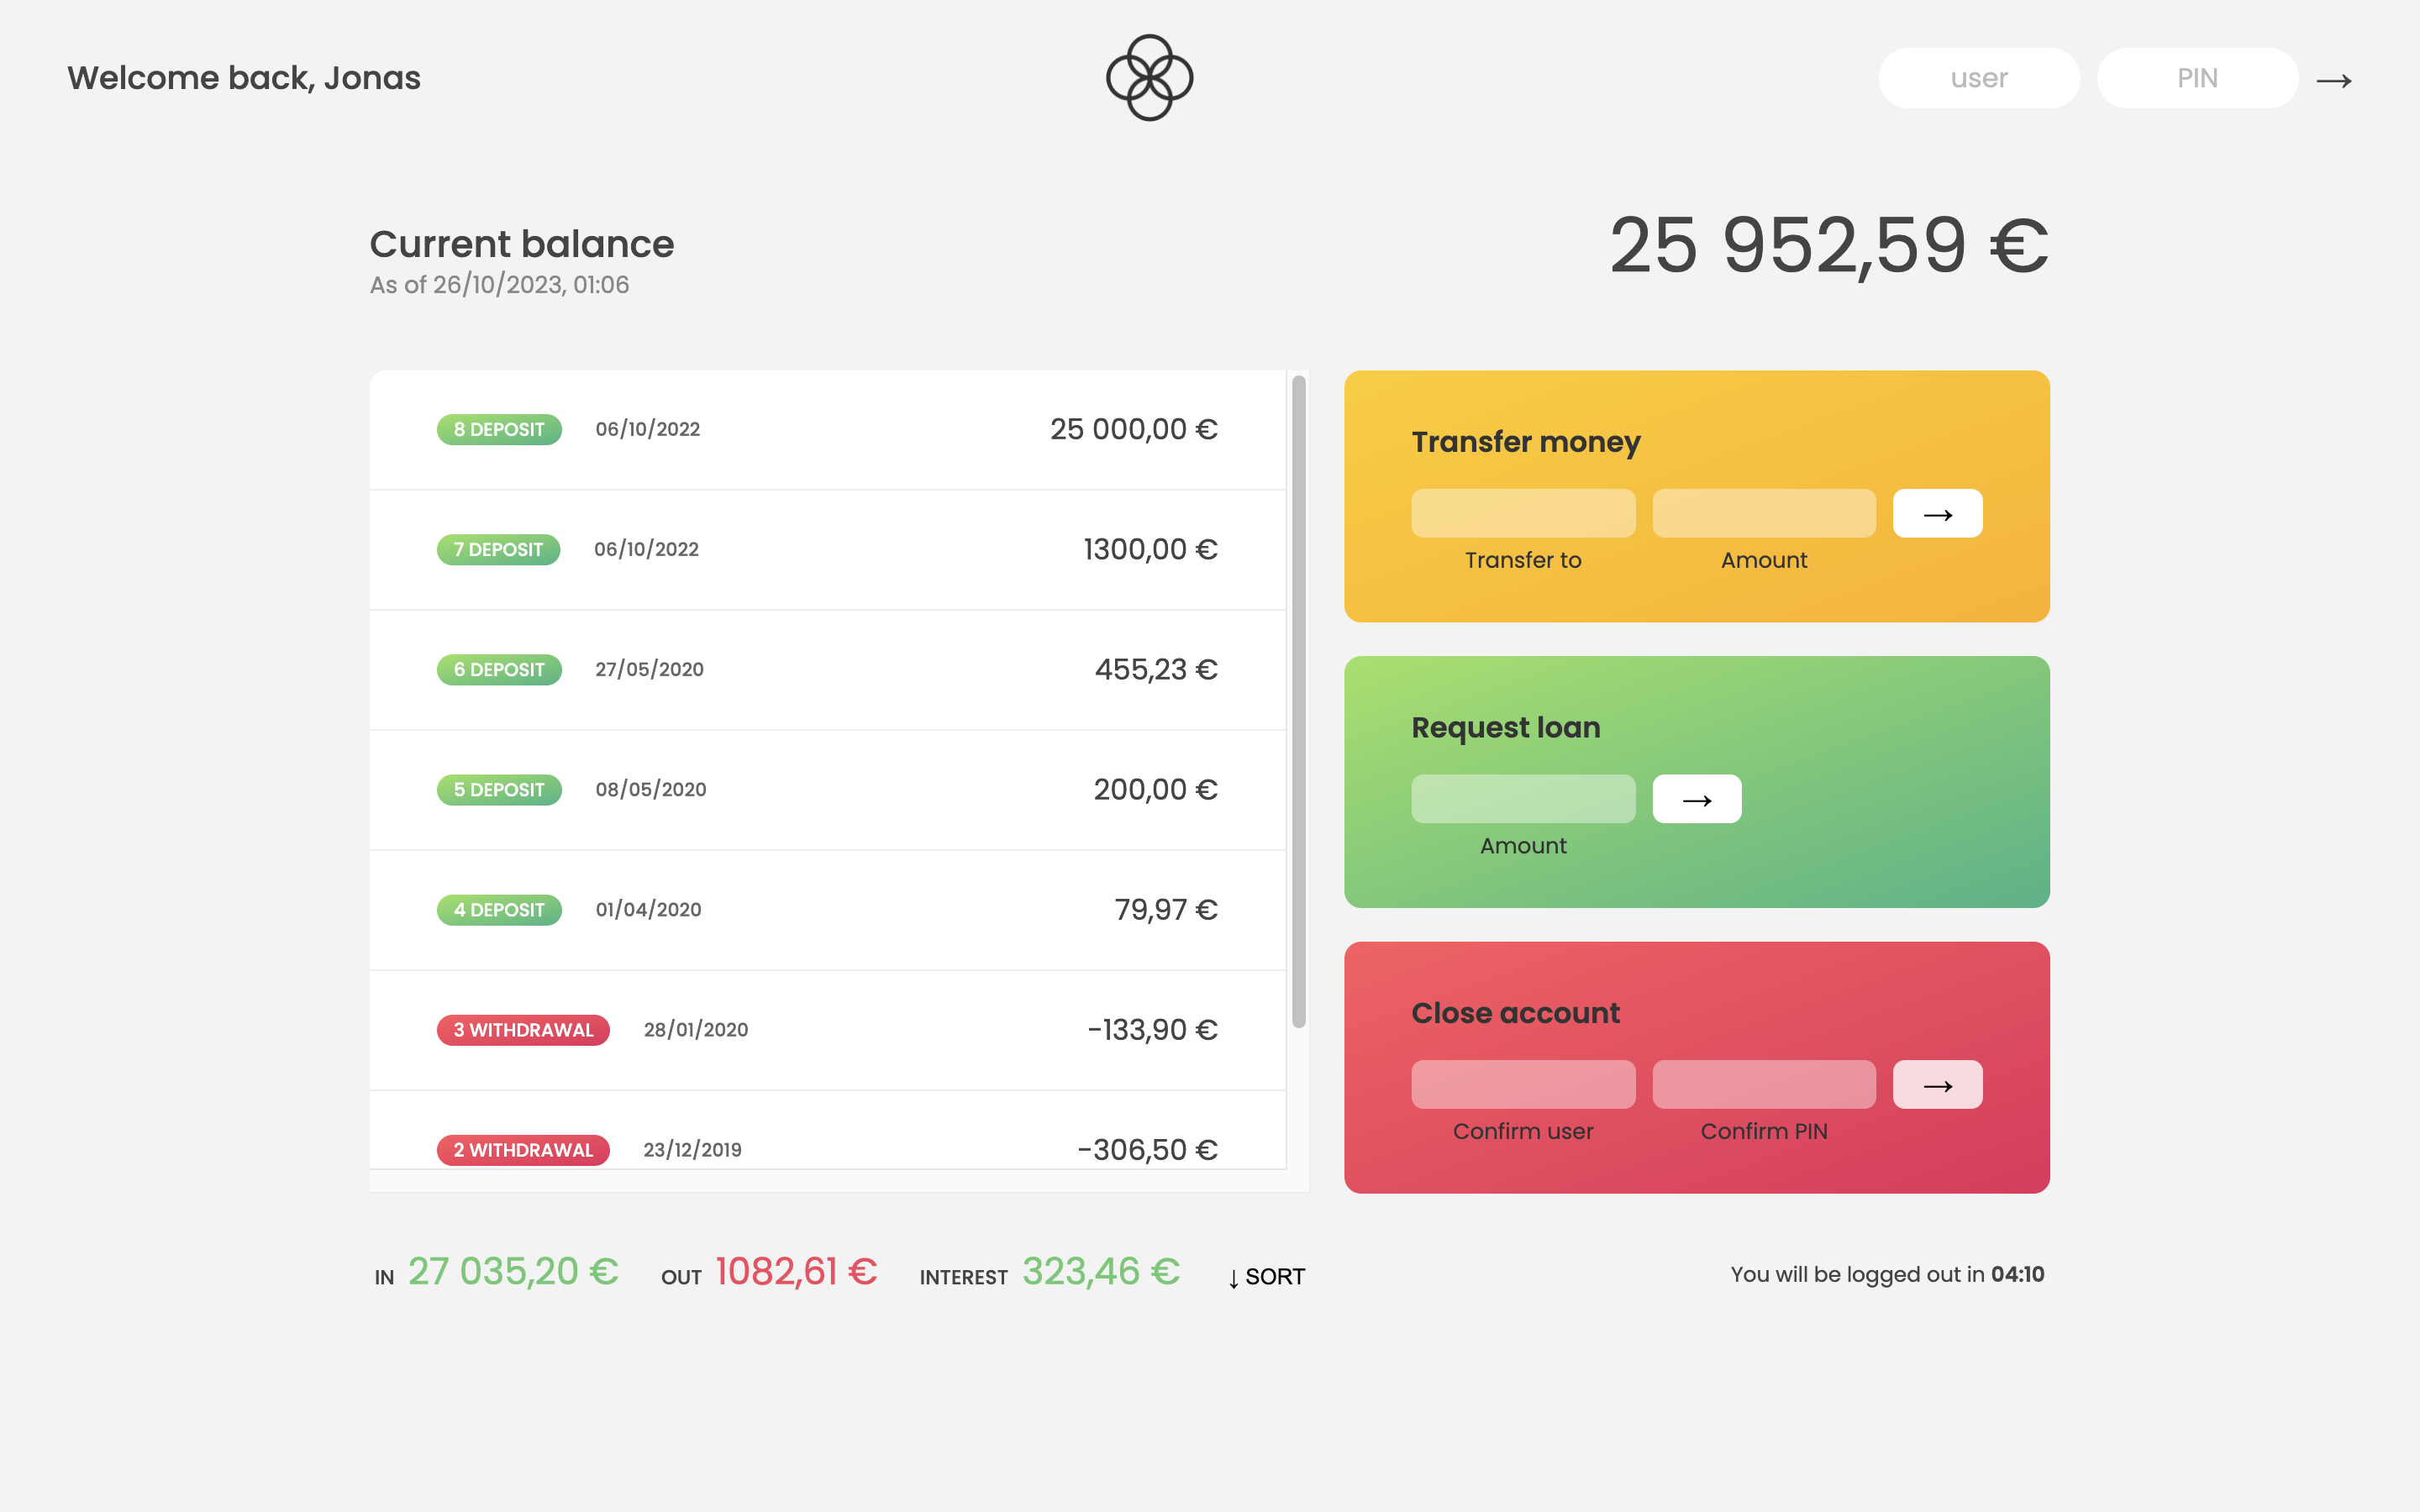 Welcome back, Jonas
user
PIN
→
Current balance
As of 26/10/2023, 01:06
25 952,59 €
8 DEPOSIT 06/10/2022 25 000,00 €
7 DEPOSIT 06/10/2022 1300,00 €
6 DEPOSIT 27/05/2020 455,23 €
5 DEPOSIT 08/05/2020 200,00 €
4 DEPOSIT 01/04/2020 79,97 €
3 WITHDRAWAL 28/01/2020 -133,90 €
2 WITHDRAWAL 23/12/2019 -306,50 €
Transfer money
→
Transfer to Amount
Request loan
→
Amount
Close account
→
Confirm user Confirm PIN
IN 27 035,20 € OUT 1082,61 € INTEREST 323,46 € ↓ SORT
You will be logged out in 04:10